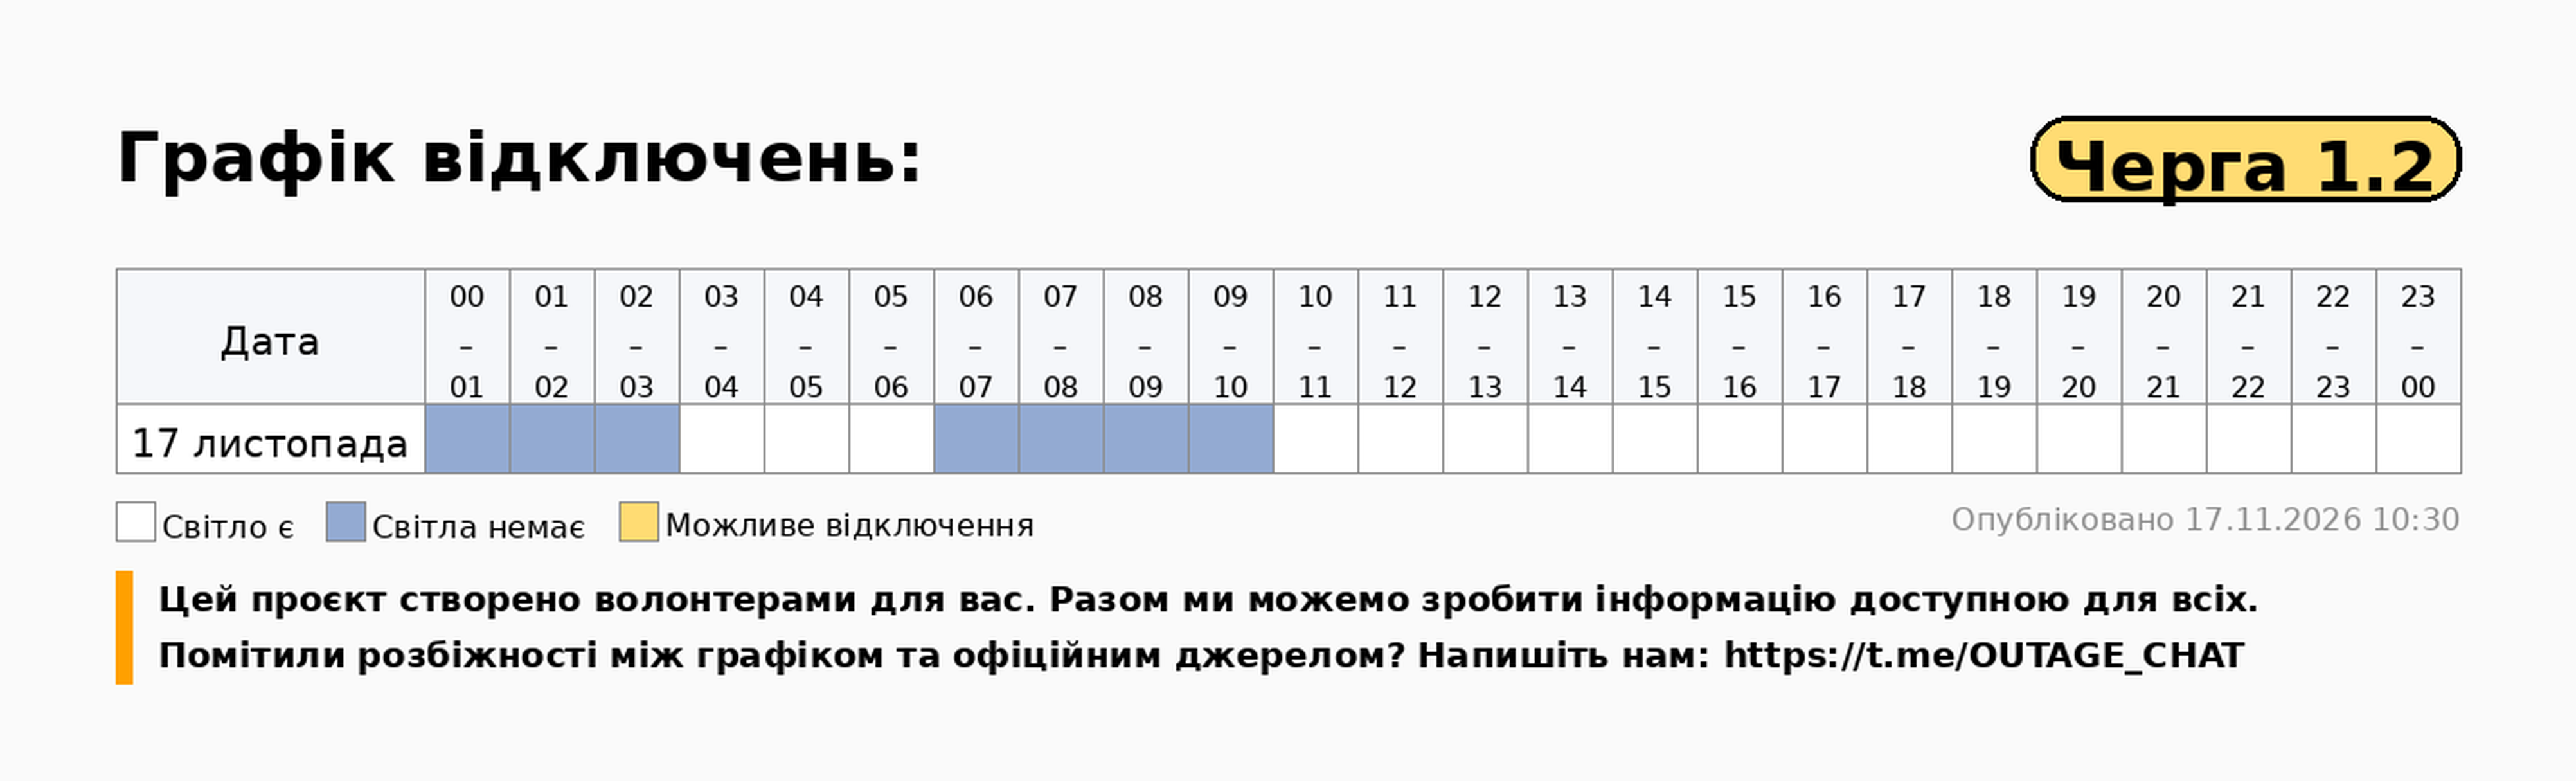 Графік відключень:
Черга 1.2
Дата
00 – 01
01 – 02
02 – 03
03 – 04
04 – 05
05 – 06
06 – 07
07 – 08
08 – 09
09 – 10
10 – 11
11 – 12
12 – 13
13 – 14
14 – 15
15 – 16
16 – 17
17 – 18
18 – 19
19 – 20
20 – 21
21 – 22
22 – 23
23 – 00
17 листопада
Світло є
Світла немає
Можливе відключення
Опубліковано 17.11.2026 10:30
Цей проєкт створено волонтерами для вас. Разом ми можемо зробити інформацію доступною для всіх.
Помітили розбіжності між графіком та офіційним джерелом? Напишіть нам: https://t.me/OUTAGE_CHAT